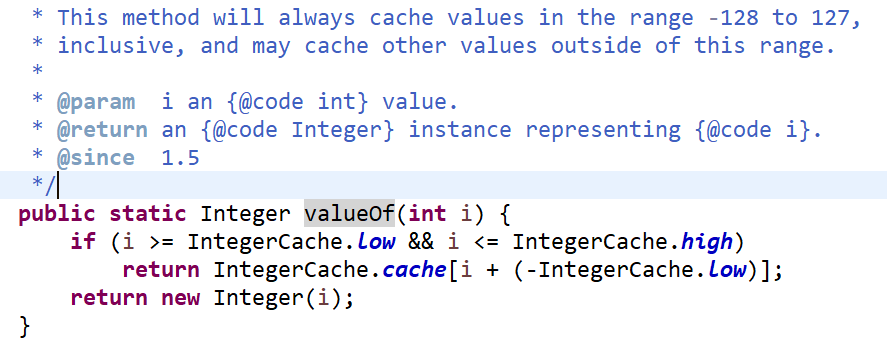 * This method will always cache values in the range -128 to 127,
* inclusive, and may cache other values outside of this range.
*
* @param  i an {@code int} value.
* @return an {@code Integer} instance representing {@code i}.
* @since  1.5
*/
public static Integer valueOf(int i) {
    if (i >= IntegerCache.low && i <= IntegerCache.high)
        return IntegerCache.cache[i + (-IntegerCache.low)];
    return new Integer(i);
}